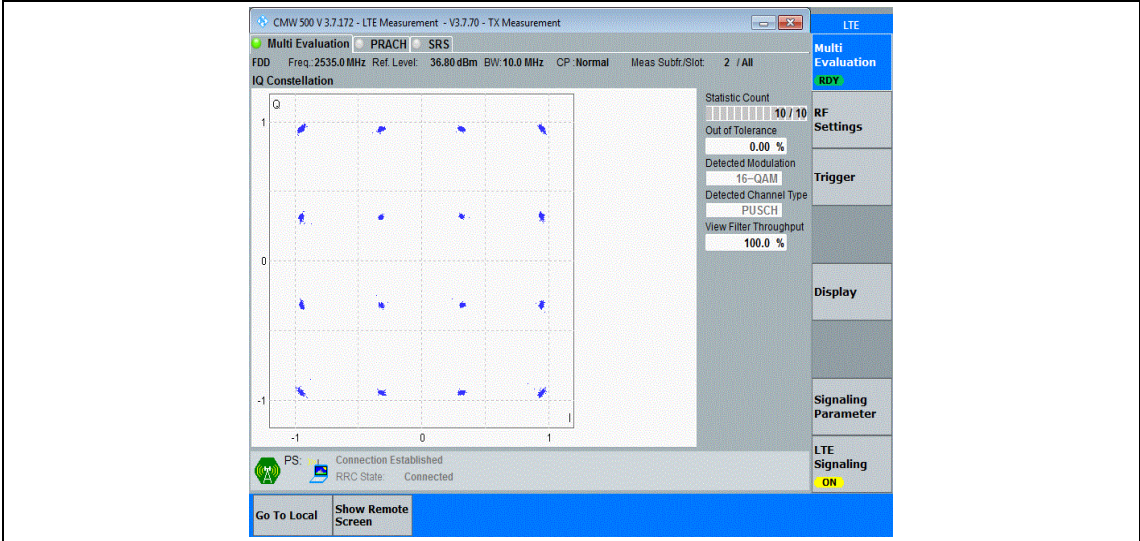 CMW 500 V 3.7.172 - LTE Measurement - V3.7.70 - TX Measurement
LTE
Multi Evaluation PRACH SRS
Multi
Evaluation
RDY
FDD Freq.:2535.0 MHz Ref. Level: 36.80 dBm BW:10.0 MHz CP :Normal Meas Subfr./Slot: 2 / All
IQ Constellation
Q
1
0
-1
-1 0 1
I
Statistic Count
10 / 10
Out of Tolerance
0.00 %
Detected Modulation
16-QAM
Detected Channel Type
PUSCH
View Filter Throughput
100.0 %
RF
Settings
Trigger
Display
Signaling
Parameter
LTE
Signaling
ON
PS: Connection Established
RRC State: Connected
Go To Local
Show Remote
Screen